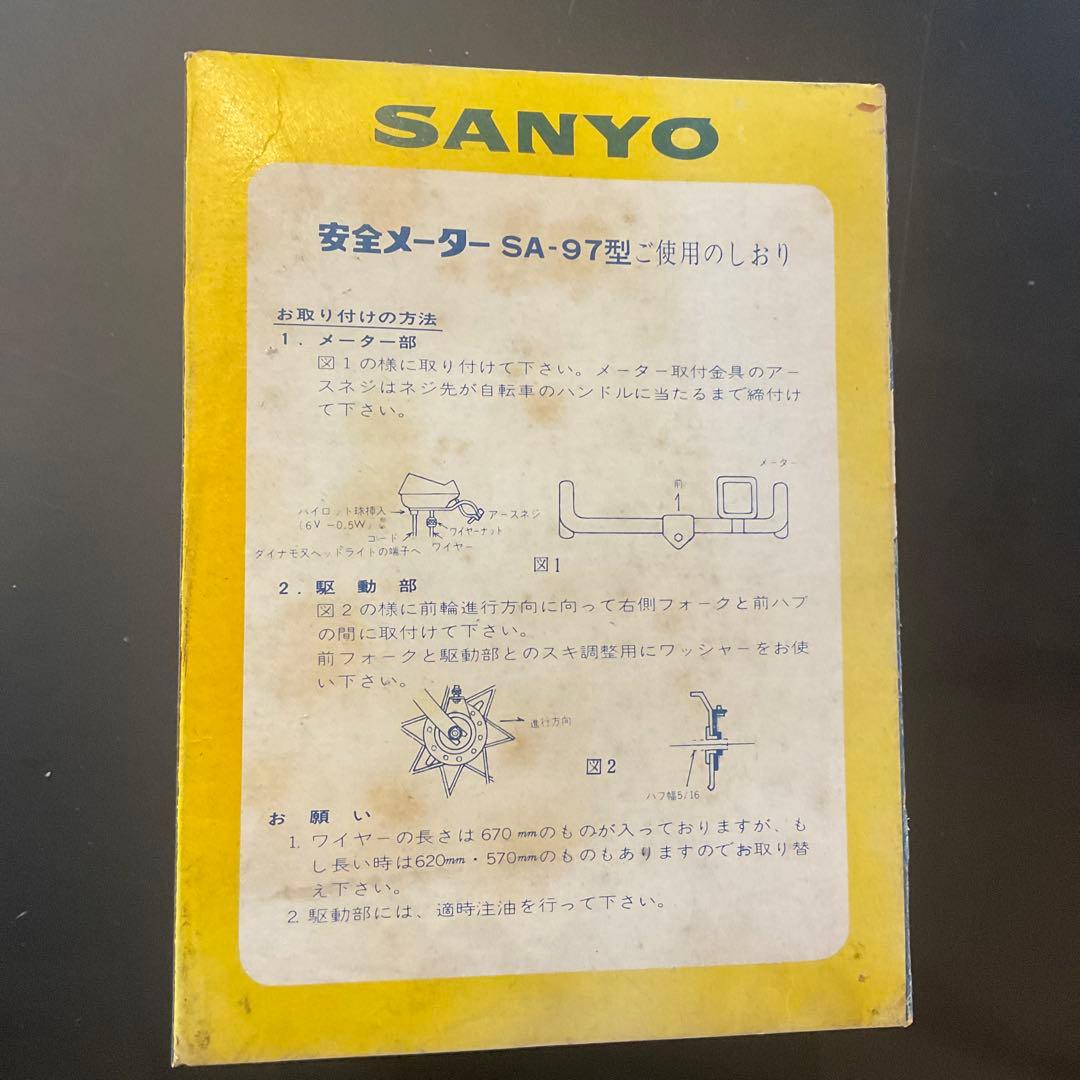 SANYO
安全メーター SA-97型ご使用のしおり
お取り付けの方法
1．メーター部
図1の様に取り付けて下さい。メーター取付金具のアー
スネジはネジ先が自転車のハンドルに当たるまで締付け
て下さい。
メーター
前
パイロット球挿入
(6V－0.5W)
アースネジ
ワイヤーナット
コード
ワイヤー
ダイナモ又ヘッドライトの端子へ
図1
2．駆動部
図2の様に前輪進行方向に向って右側フォークと前ハブ
の間に取付けて下さい。
前フォークと駆動部とのスキ調整用にワッシャーをお使
い下さい。
進行方向
図2
ハブ幅5/16
お願い
1. ワイヤーの長さは670mmのものが入っておりますが、も
し長い時は620mm・570mmのものもありますのでお取り替
え下さい。
2. 駆動部には、適時注油を行って下さい。